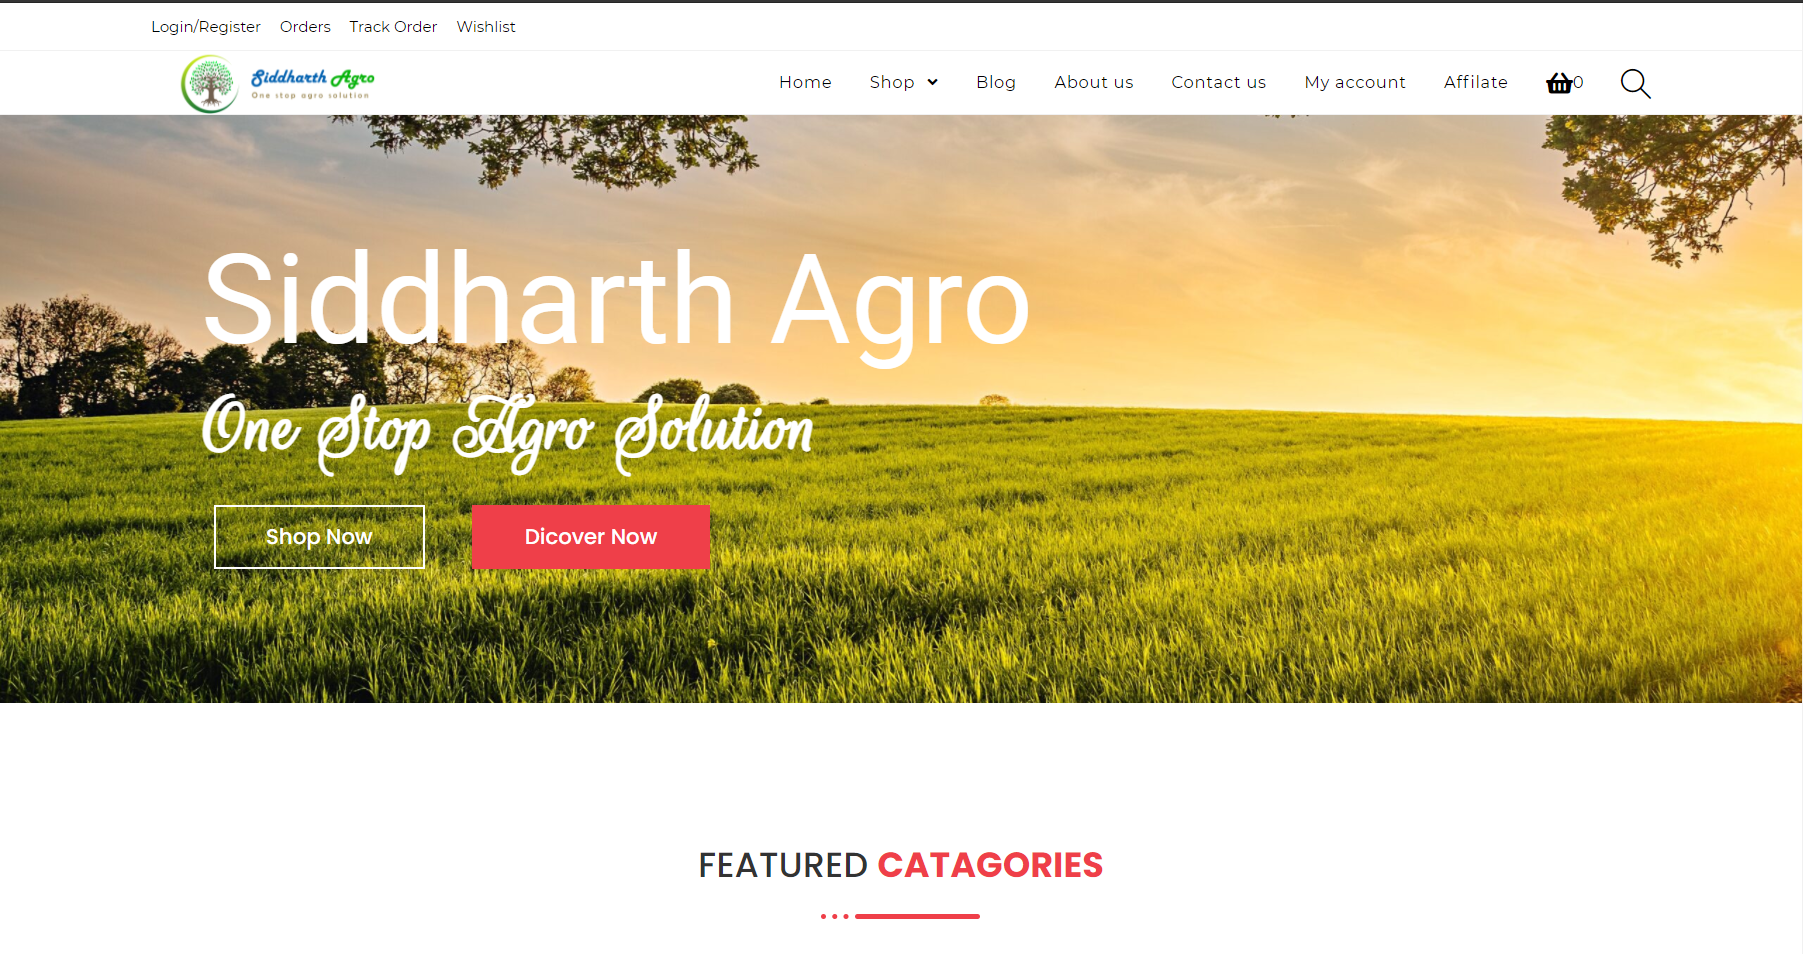 Login/Register Orders Track Order Wishlist
Siddharth Agro
One stop agro solution
Home Shop Blog About us Contact us My account Affilate 0
Siddharth Agro
One Stop Agro Solution
Shop Now Dicover Now
FEATURED CATAGORIES